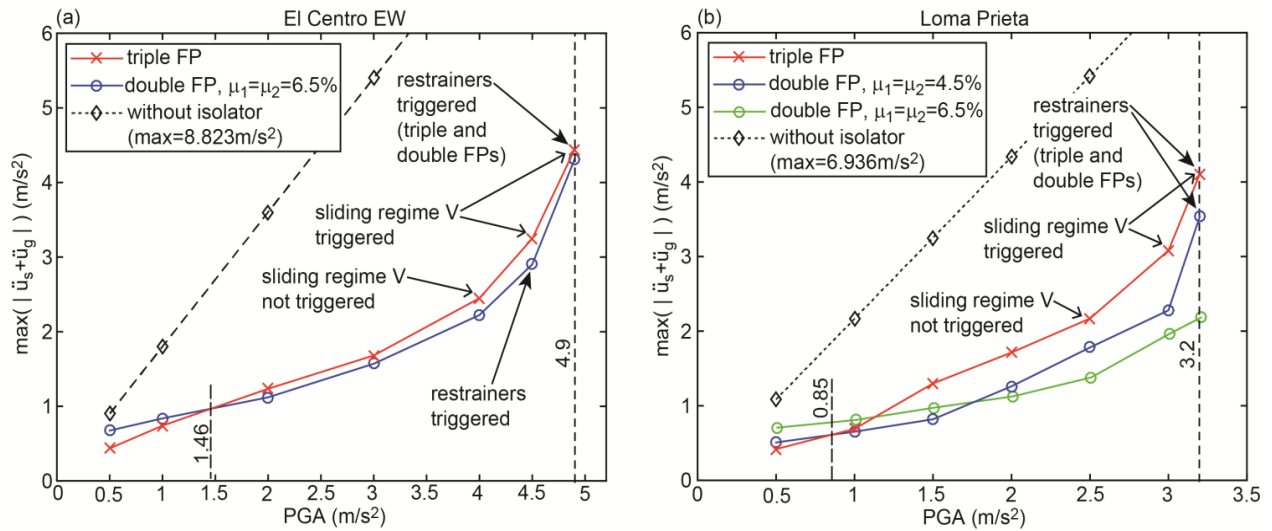 (a) El Centro EW
triple FP
double FP, μ1=μ2=6.5%
without isolator
(max=8.823m/s²)
restrainers
triggered
(triple and
double FPs)
sliding regime V
triggered
sliding regime V
not triggered
restrainers
triggered
1.46
4.9
max( | üs+üg | ) (m/s²)
6
5
4
3
2
1
0
0 0.5 1 1.5 2 2.5 3 3.5 4 4.5 5
PGA (m/s²)
(b) Loma Prieta
triple FP
double FP, μ1=μ2=4.5%
double FP, μ1=μ2=6.5%
without isolator
(max=6.936m/s²)
restrainers
triggered
(triple and
double FPs)
sliding regime V
triggered
sliding regime V
not triggered
0.85
3.2
max( | üs+üg | ) (m/s²)
6
5
4
3
2
1
0
0 0.5 1 1.5 2 2.5 3 3.5
PGA (m/s²)